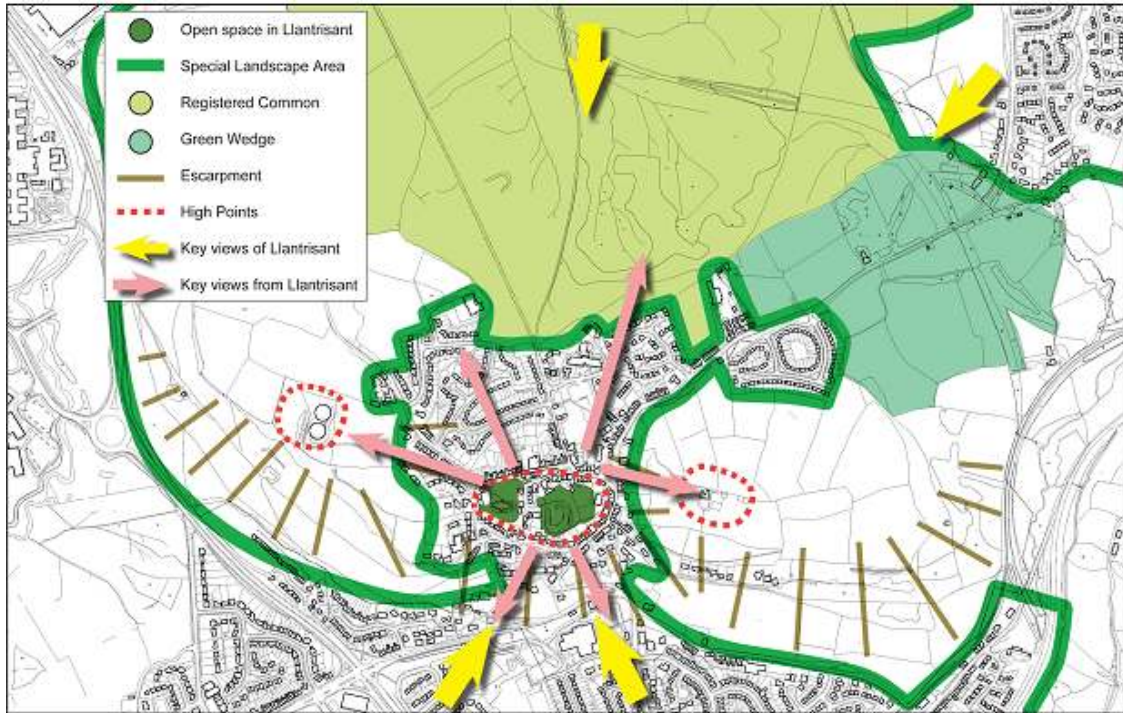 Open space in Llantrisant
Special Landscape Area
Registered Common
Green Wedge
Escarpment
High Points
Key views of Llantrisant
Key views from Llantrisant